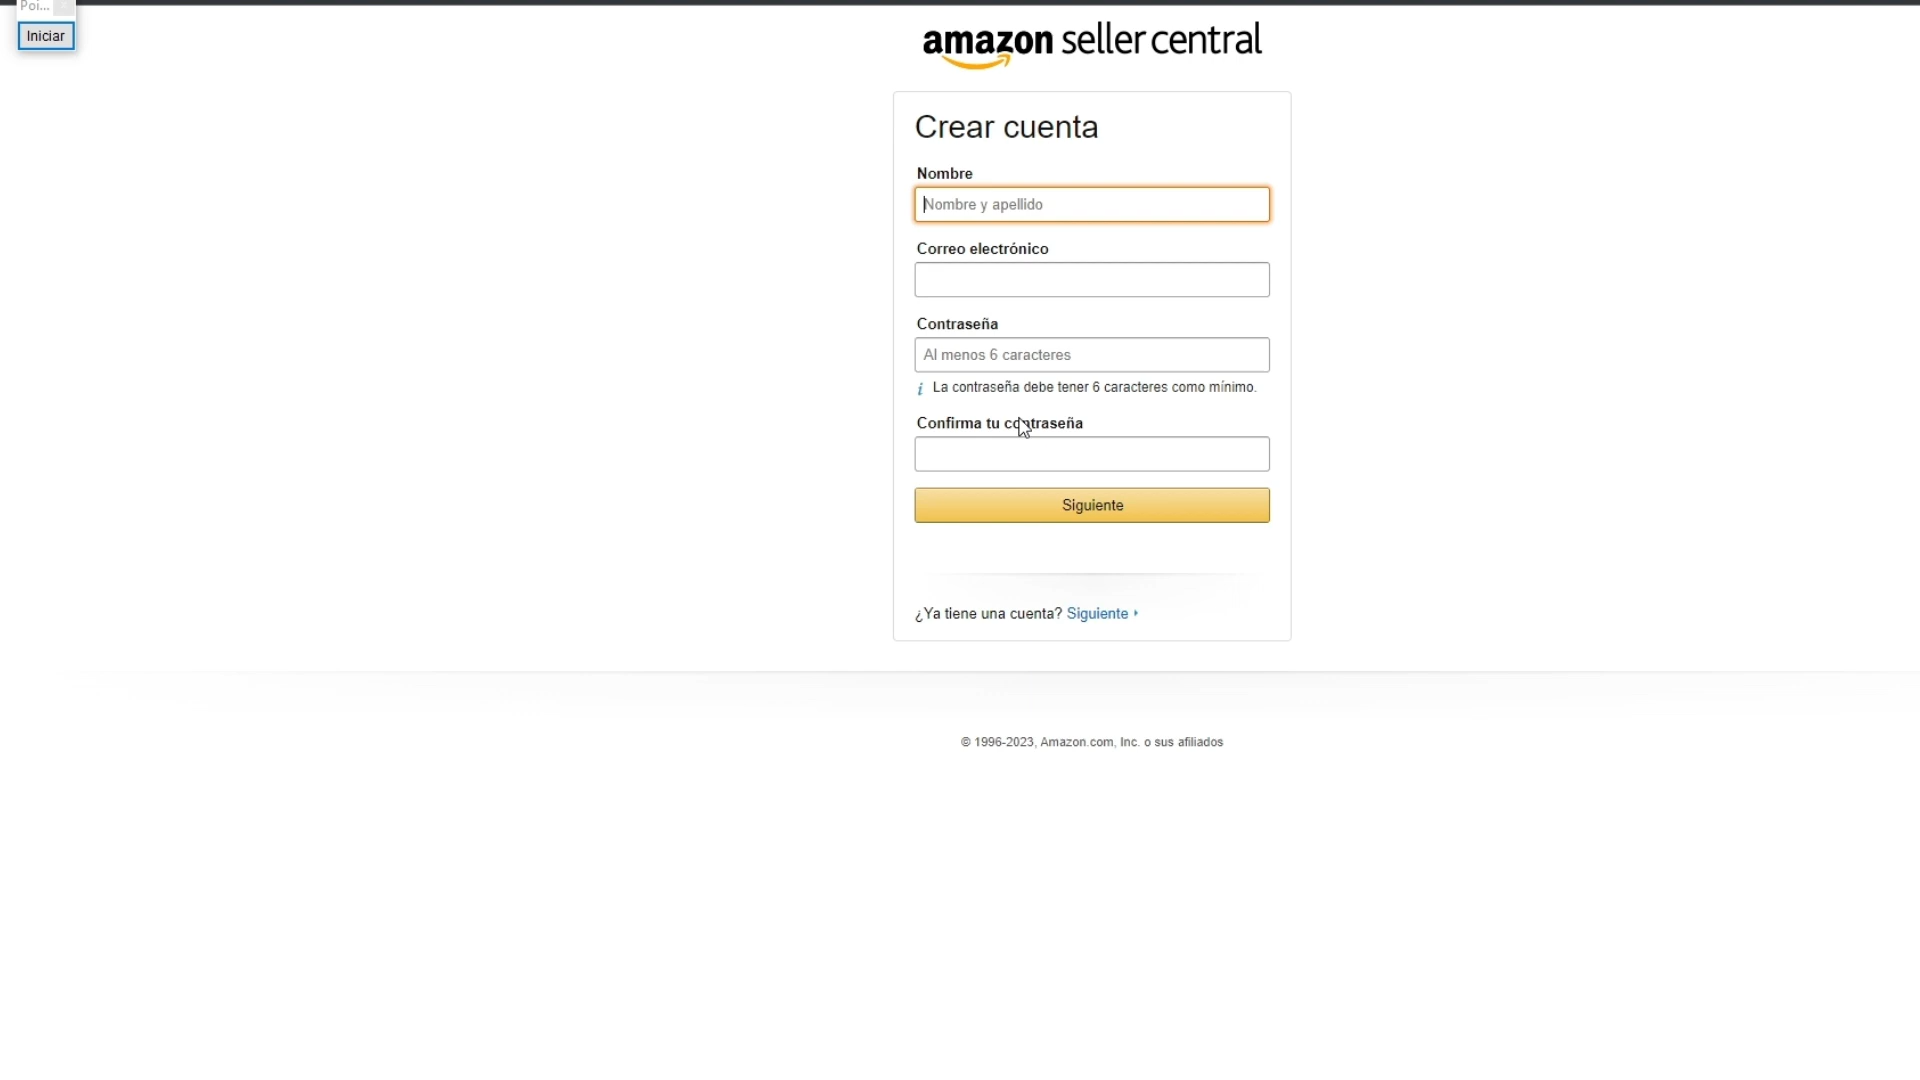 Poi...
Iniciar
amazon seller central
Crear cuenta
Nombre
Nombre y apellido
Correo electrónico
Contraseña
Al menos 6 caracteres
i La contraseña debe tener 6 caracteres como mínimo.
Confirma tu contraseña
Siguiente
¿Ya tiene una cuenta? Siguiente
© 1996-2023, Amazon.com, Inc. o sus afiliados